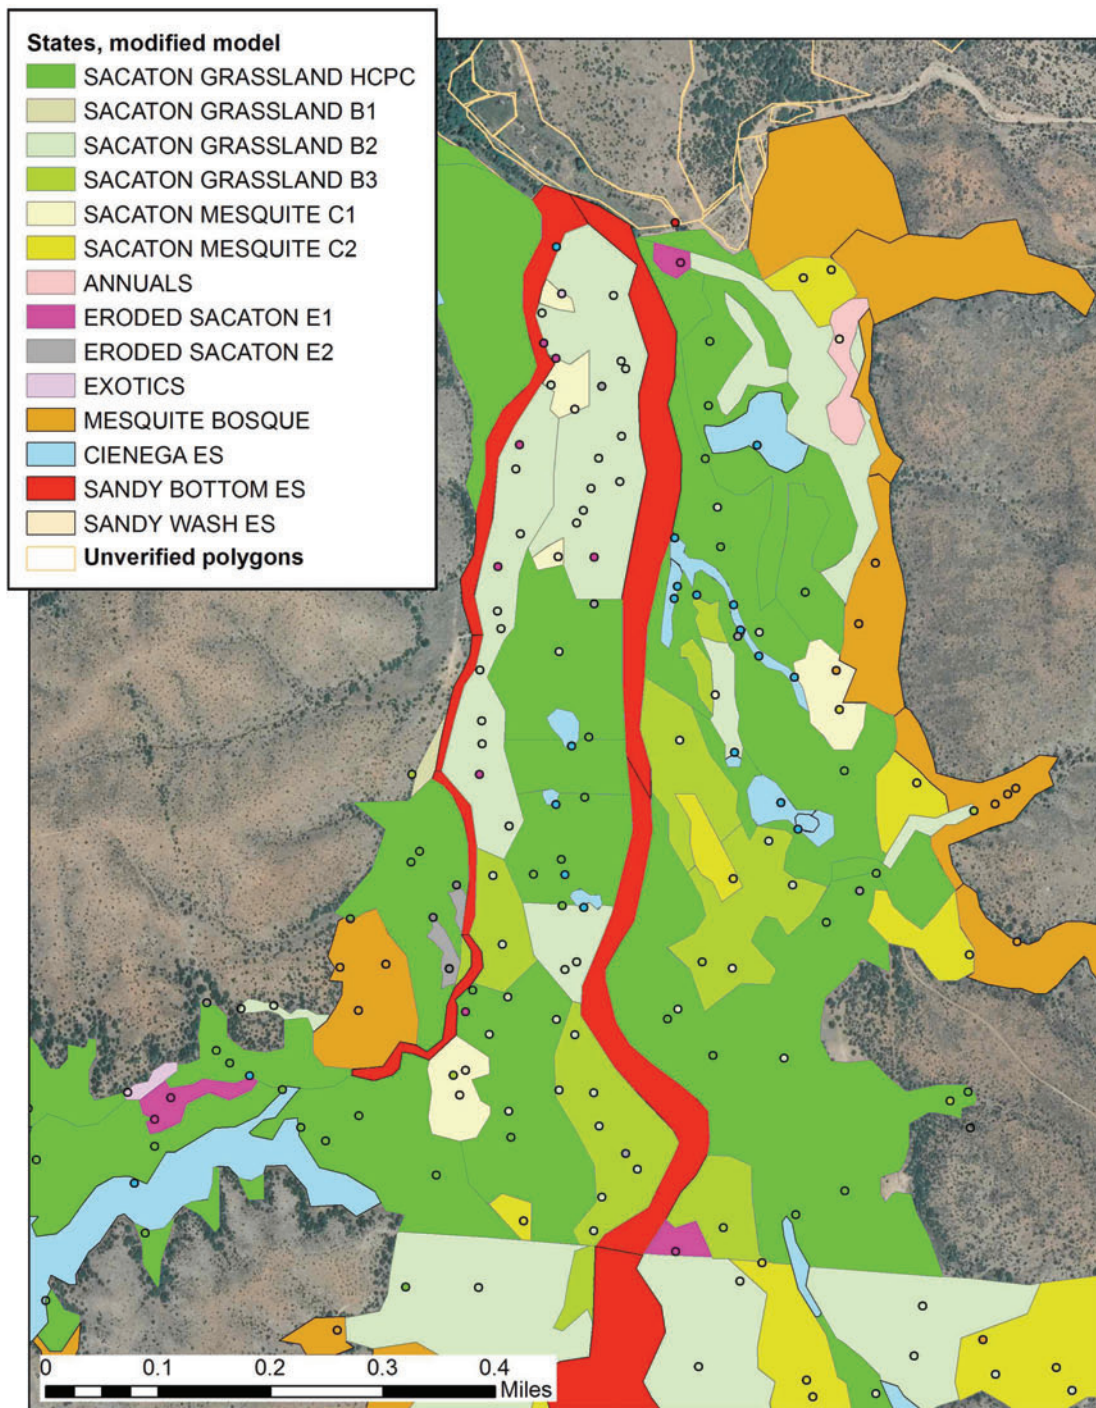 States, modified model
SACATON GRASSLAND HCPC
SACATON GRASSLAND B1
SACATON GRASSLAND B2
SACATON GRASSLAND B3
SACATON MESQUITE C1
SACATON MESQUITE C2
ANNUALS
ERODED SACATON E1
ERODED SACATON E2
EXOTICS
MESQUITE BOSQUE
CIENEGA ES
SANDY BOTTOM ES
SANDY WASH ES
Unverified polygons
0 0.1 0.2 0.3 0.4
Miles